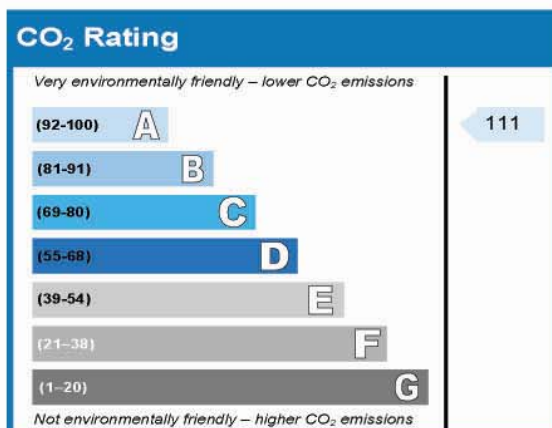 CO₂ Rating
Very environmentally friendly – lower CO₂ emissions
(92-100) A 111
(81-91) B
(69-80) C
(55-68) D
(39-54) E
(21–38) F
(1–20) G
Not environmentally friendly – higher CO₂ emissions